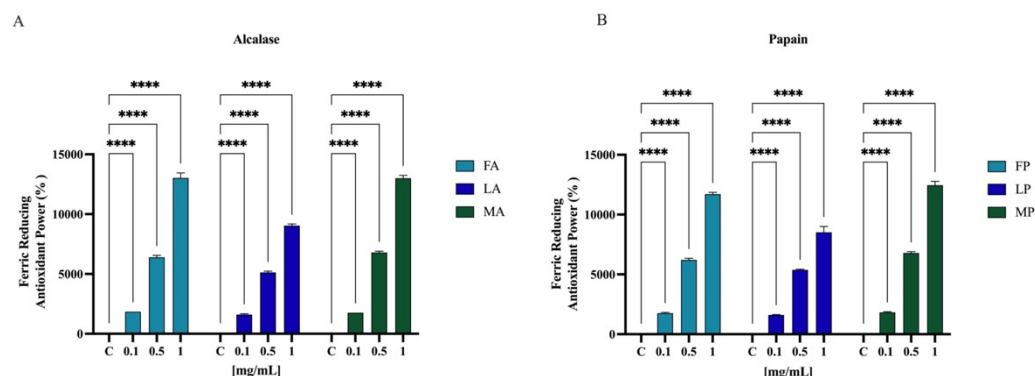 A
Alcalase
**** **** ****
**** **** ****
**** **** ****
Ferric Reducing
Antioxidant Power (%)
15000
10000
5000
0
C 0.1 0.5 1 C 0.1 0.5 1 C 0.1 0.5 1
[mg/mL]
FA
LA
MA
B
Papain
**** **** ****
**** **** ****
**** **** ****
Ferric Reducing
Antioxidant Power (% )
15000
10000
5000
0
C 0.1 0.5 1 C 0.1 0.5 1 C 0.1 0.5 1
[mg/mL]
FP
LP
MP